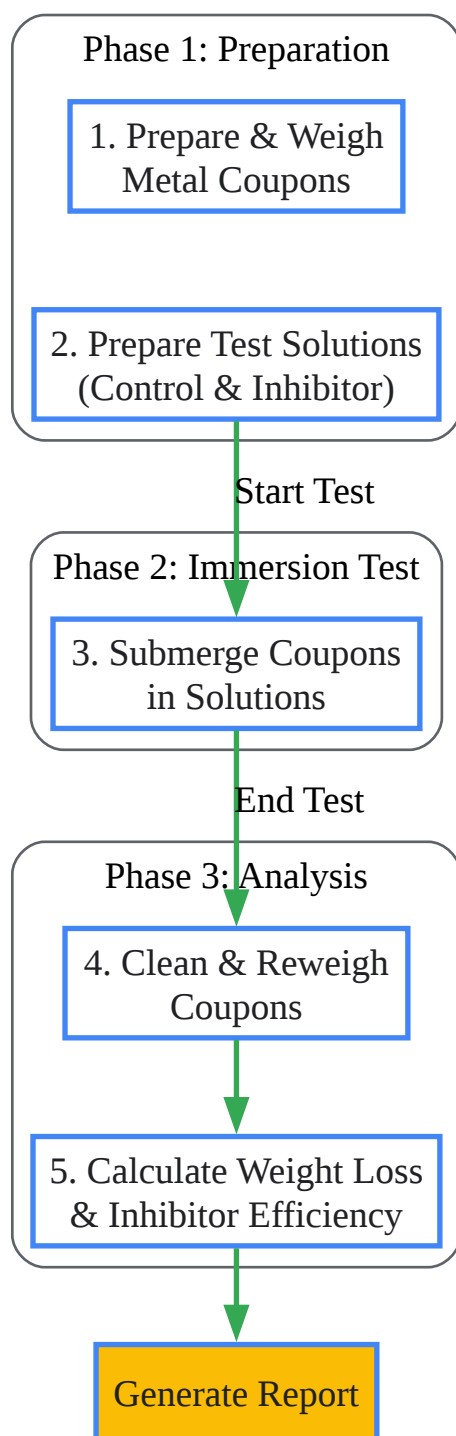 Phase 1: Preparation
1. Prepare & Weigh
Metal Coupons
2. Prepare Test Solutions
(Control & Inhibitor)
Start Test
Phase 2: Immersion Test
3. Submerge Coupons
in Solutions
End Test
Phase 3: Analysis
4. Clean & Reweigh
Coupons
5. Calculate Weight Loss
& Inhibitor Efficiency
Generate Report